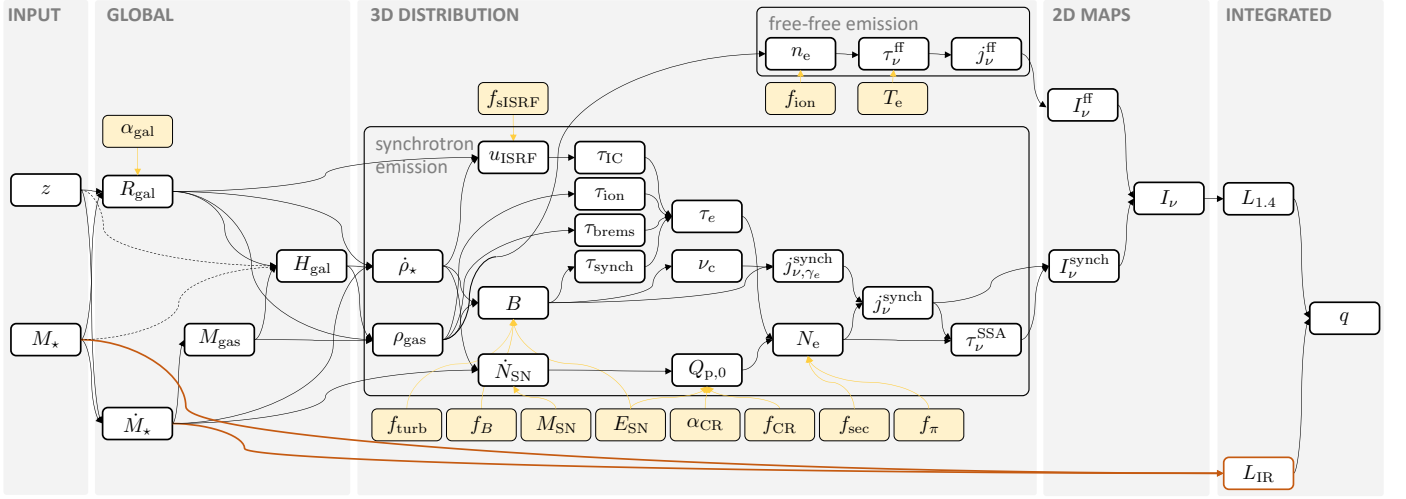 INPUT
GLOBAL
3D DISTRIBUTION
2D MAPS
INTEGRATED
free-free emission
n_e
τ_ν^ff
j_ν^ff
f_sISRF
f_ion
T_e
I_ν^ff
α_gal
synchrotron
emission
u_ISRF
τ_IC
z
R_gal
τ_ion
τ_e
I_ν
L_1.4
τ_brems
H_gal
ρ̇_⋆
τ_synch
ν_c
j_{ν,γ_e}^synch
I_ν^synch
B
j_ν^synch
q
M_⋆
M_gas
ρ_gas
N_e
τ_ν^SSA
Ṅ_SN
Q_p,0
Ṁ_⋆
f_turb
f_B
M_SN
E_SN
α_CR
f_CR
f_sec
f_π
L_IR